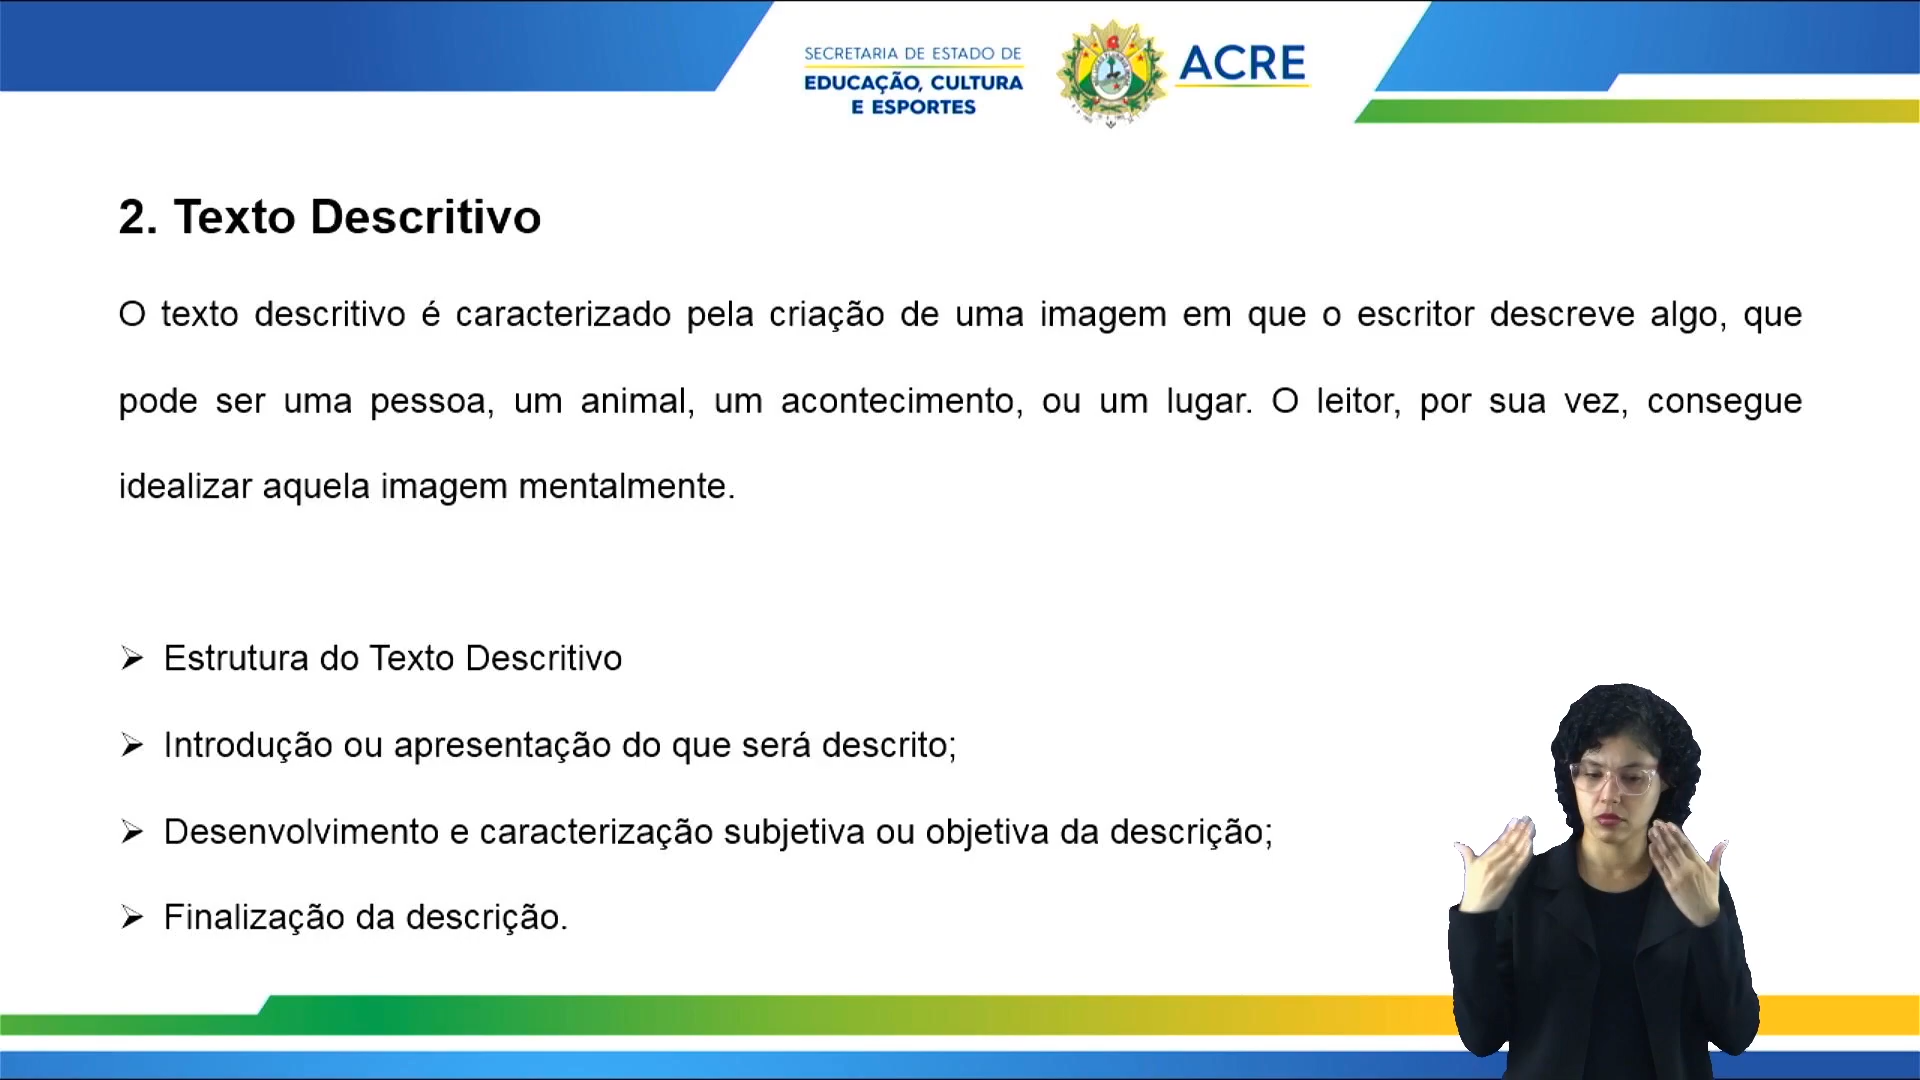 SECRETARIA DE ESTADO DE
EDUCAÇÃO, CULTURA
E ESPORTES
ACRE
2. Texto Descritivo
O texto descritivo é caracterizado pela criação de uma imagem em que o escritor descreve algo, que
pode ser uma pessoa, um animal, um acontecimento, ou um lugar. O leitor, por sua vez, consegue
idealizar aquela imagem mentalmente.
➢ Estrutura do Texto Descritivo
➢ Introdução ou apresentação do que será descrito;
➢ Desenvolvimento e caracterização subjetiva ou objetiva da descrição;
➢ Finalização da descrição.